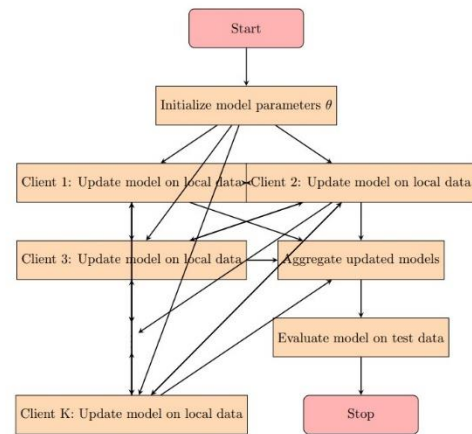 Start
Initialize model parameters θ
Client 1: Update model on local data
Client 2: Update model on local data
Client 3: Update model on local data
Aggregate updated models
Evaluate model on test data
Client K: Update model on local data
Stop